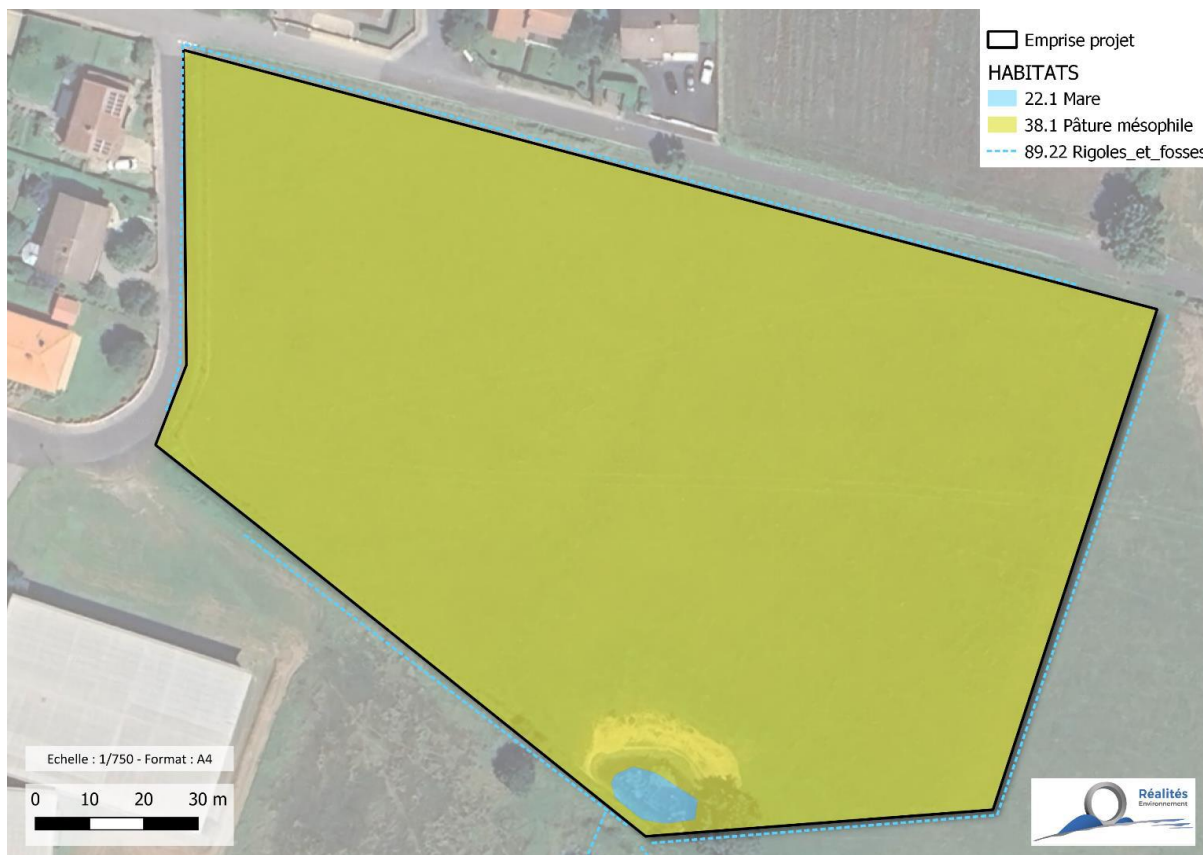 Emprise projet
HABITATS
22.1 Mare
38.1 Pâture mésophile
89.22 Rigoles_et_fosses
Echelle : 1/750 - Format : A4
0 10 20 30 m
Réalités
Environnement